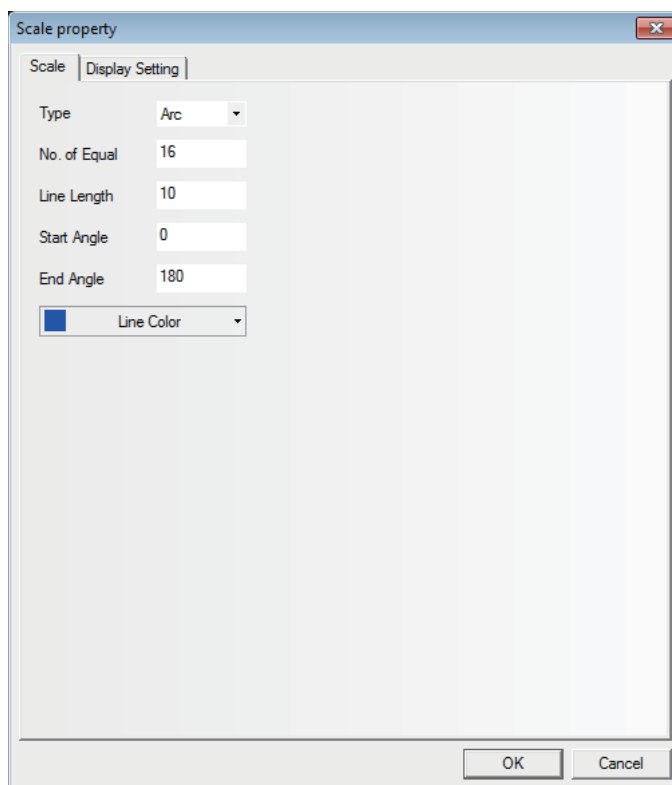 Scale property
Scale Display Setting
Type Arc
No. of Equal 16
Line Length 10
Start Angle 0
End Angle 180
Line Color
OK Cancel